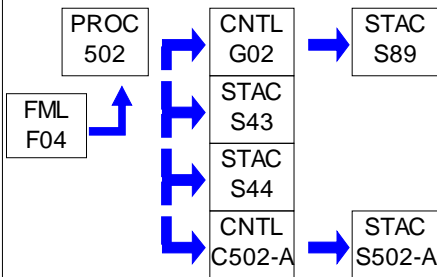 PROC
502
CNTL
G02
STAC
S89
FML
F04
STAC
S43
STAC
S44
CNTL
C502-A
STAC
S502-A